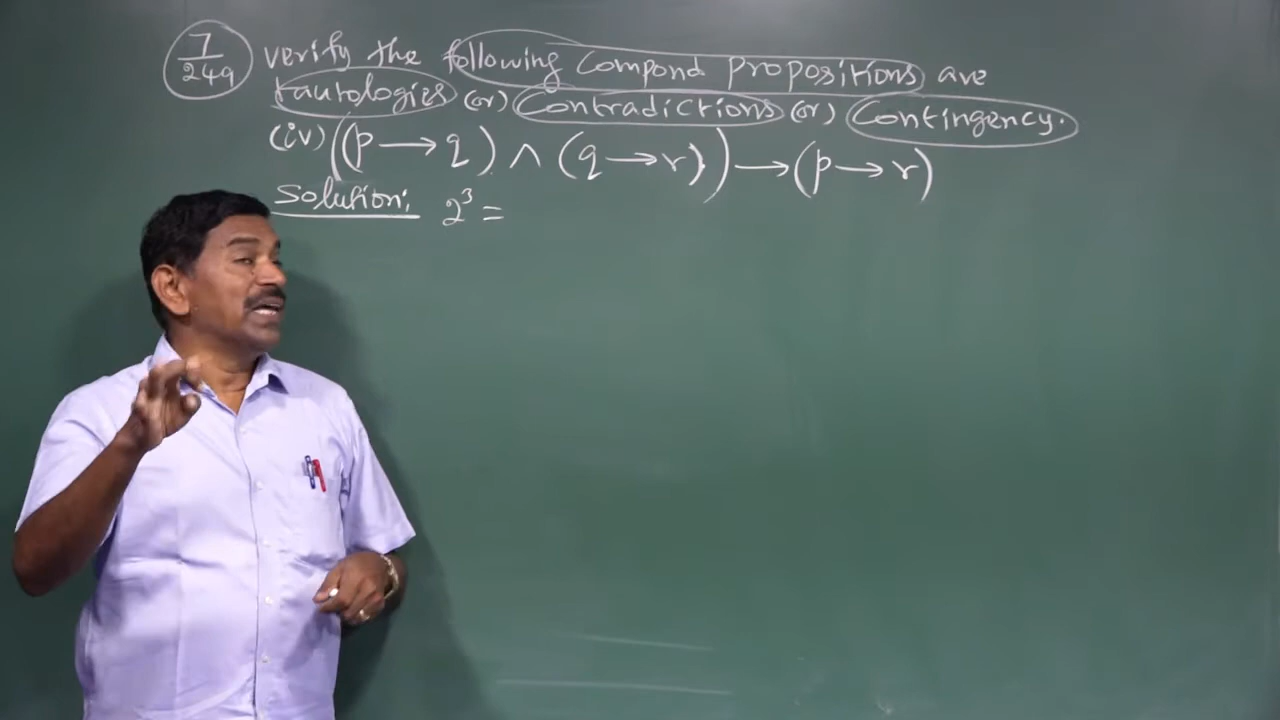 7/249 verify the following compond propositions are
tautologies (or) Contradictions (or) Contingency.
(iv) ((p → q) ∧ (q → r)) → (p → r)
Solution: 2³ =